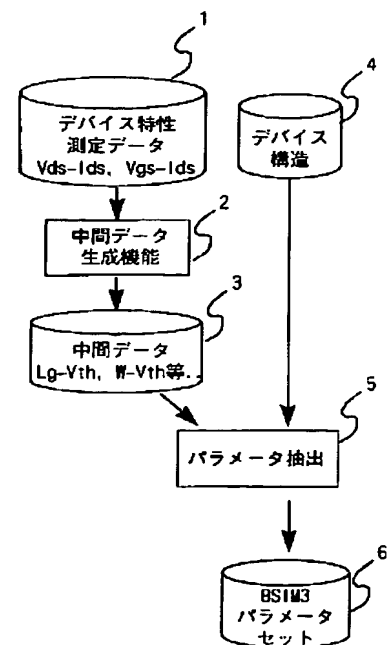 1
デバイス特性
測定データ
Vds-Ids, Vgs-Ids
4
デバイス
構造
2
中間データ
生成機能
3
中間データ
Lg-Vth, W-Vth等..
5
パラメータ抽出
6
BSIM3
パラメータ
セット